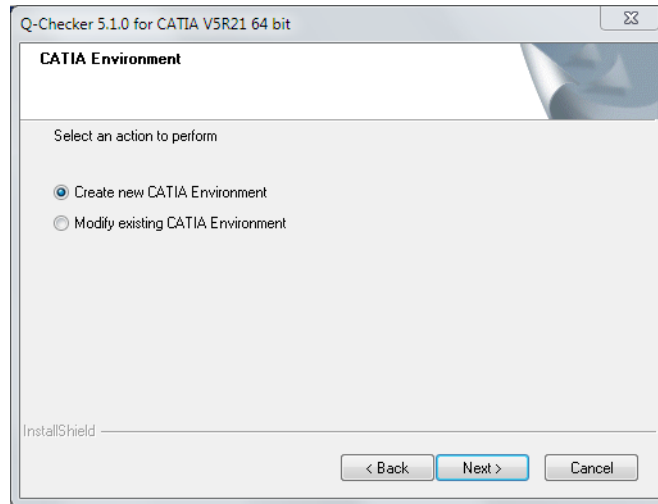 Q-Checker 5.1.0 for CATIA V5R21 64 bit
CATIA Environment
Select an action to perform
Create new CATIA Environment
Modify existing CATIA Environment
InstallShield
< Back Next > Cancel